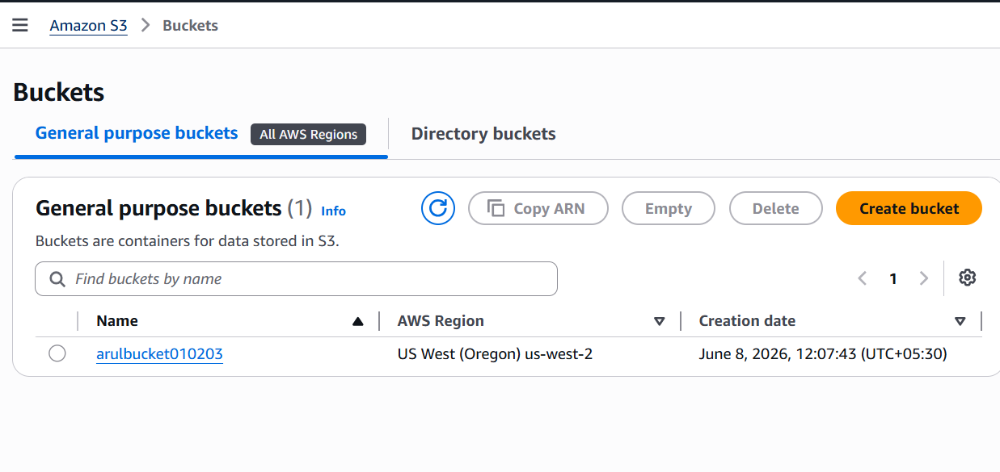 Amazon S3 > Buckets
Buckets
General purpose buckets All AWS Regions Directory buckets
General purpose buckets (1) Info Copy ARN Empty Delete Create bucket
Buckets are containers for data stored in S3.
Find buckets by name 1
Name AWS Region Creation date
arulbucket010203 US West (Oregon) us-west-2 June 8, 2026, 12:07:43 (UTC+05:30)